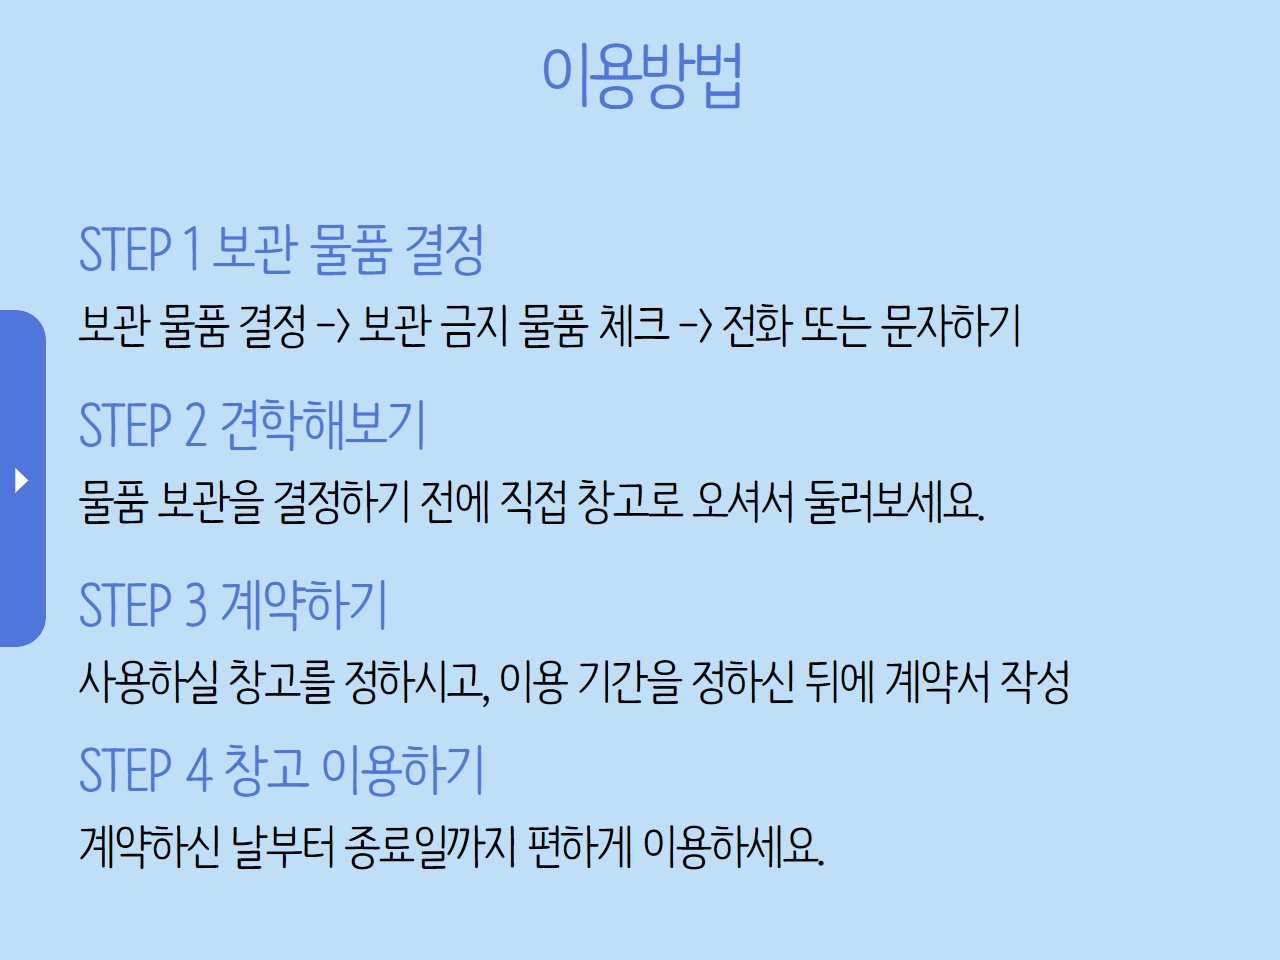 이용방법
STEP 1 보관 물품 결정
보관 물품 결정 -> 보관 금지 물품 체크 -> 전화 또는 문자하기
STEP 2 견학해보기
물품 보관을 결정하기 전에 직접 창고로 오셔서 둘러보세요.
STEP 3 계약하기
사용하실 창고를 정하시고, 이용 기간을 정하신 뒤에 계약서 작성
STEP 4 창고 이용하기
계약하신 날부터 종료일까지 편하게 이용하세요.